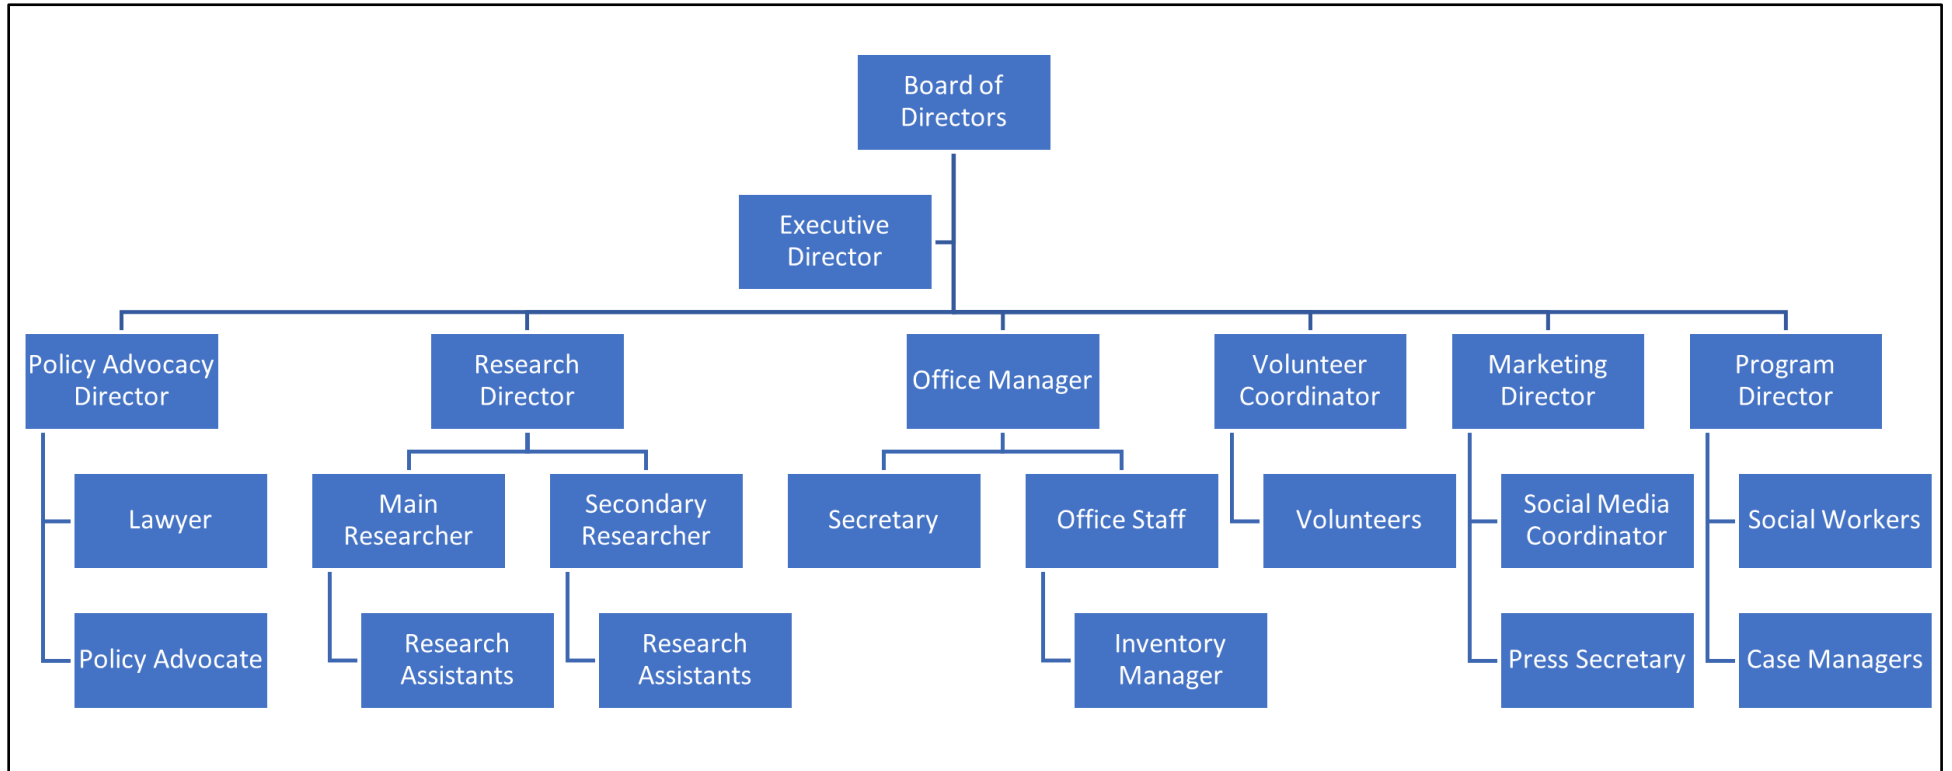 Board of
Directors
Executive
Director
Policy Advocacy
Director
Research
Director
Office Manager
Volunteer
Coordinator
Marketing
Director
Program
Director
Lawyer
Main
Researcher
Secondary
Researcher
Secretary
Office Staff
Volunteers
Social Media
Coordinator
Social Workers
Policy Advocate
Research
Assistants
Research
Assistants
Inventory
Manager
Press Secretary
Case Managers